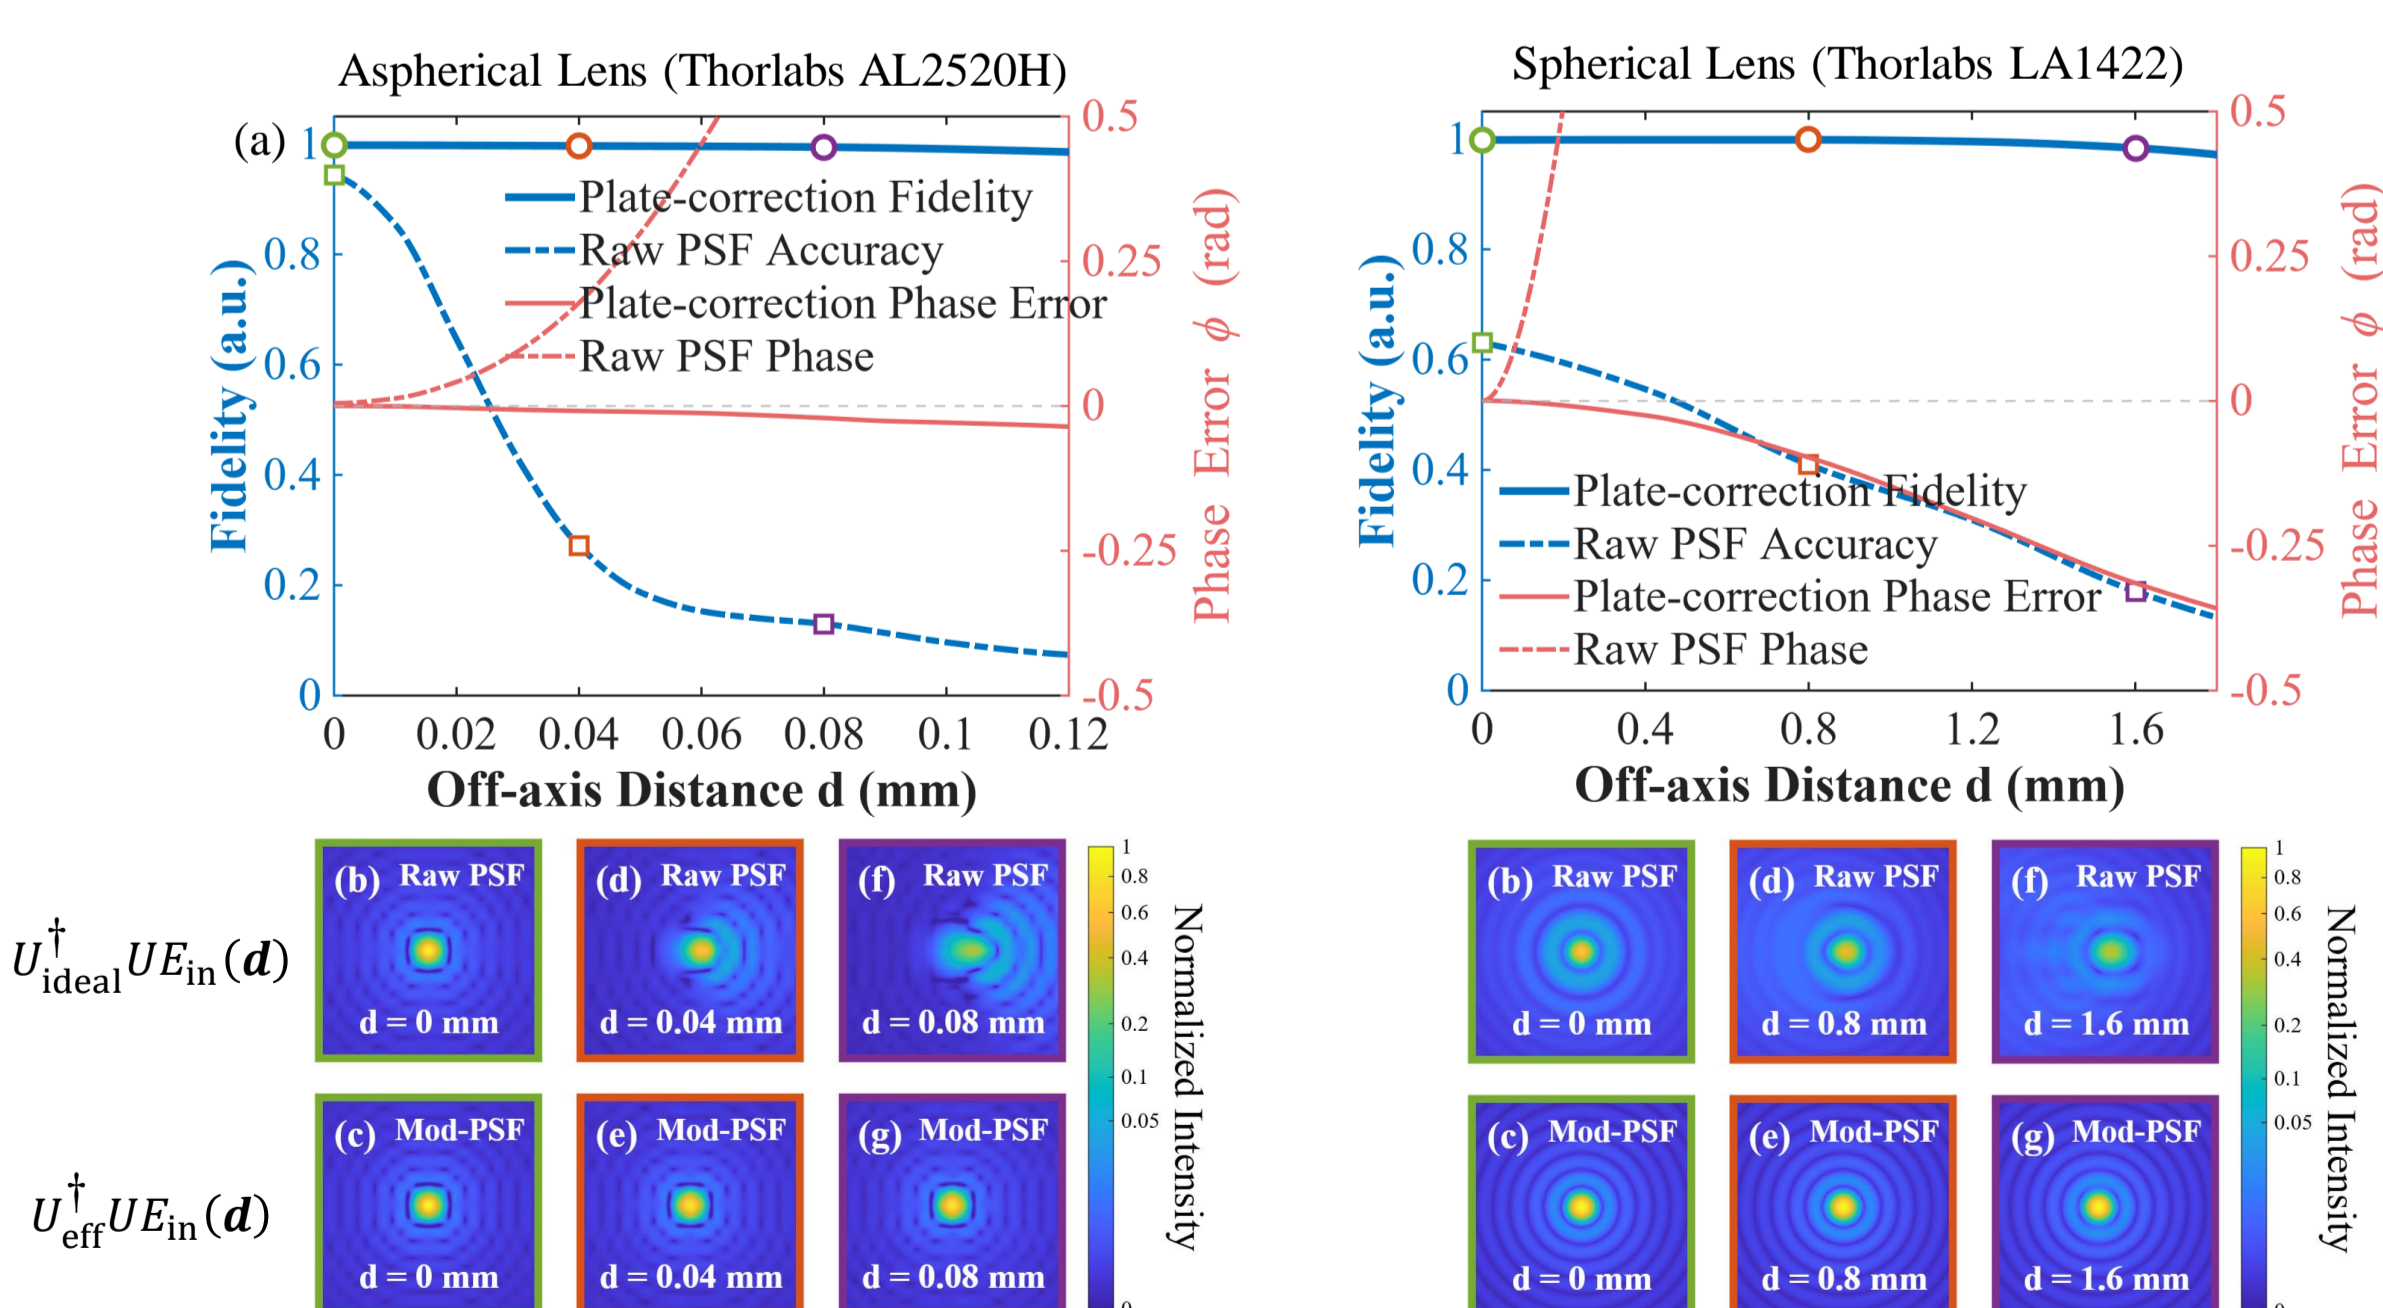 Aspherical Lens (Thorlabs AL2520H)
(a)
1
0.8
0.6
0.4
0.2
0
Fidelity (a.u.)
Plate-correction Fidelity
Raw PSF Accuracy
Plate-correction Phase Error
Raw PSF Phase
0.5
0.25
0
-0.25
-0.5
Phase Error ϕ (rad)
0 0.02 0.04 0.06 0.08 0.1 0.12
Off-axis Distance d (mm)
Spherical Lens (Thorlabs LA1422)
1
0.8
0.6
0.4
0.2
0
Fidelity (a.u.)
Plate-correction Fidelity
Raw PSF Accuracy
Plate-correction Phase Error
Raw PSF Phase
0.5
0.25
0
-0.25
-0.5
Phase Error ϕ (rad)
0 0.4 0.8 1.2 1.6
Off-axis Distance d (mm)
U†idealUEin(d)
(b) Raw PSF
d = 0 mm
(d) Raw PSF
d = 0.04 mm
(f) Raw PSF
d = 0.08 mm
U†effUEin(d)
(c) Mod-PSF
d = 0 mm
(e) Mod-PSF
d = 0.04 mm
(g) Mod-PSF
d = 0.08 mm
1
0.8
0.6
0.4
0.2
0.1
0.05
Normalized Intensity
(b) Raw PSF
d = 0 mm
(d) Raw PSF
d = 0.8 mm
(f) Raw PSF
d = 1.6 mm
(c) Mod-PSF
d = 0 mm
(e) Mod-PSF
d = 0.8 mm
(g) Mod-PSF
d = 1.6 mm
1
0.8
0.6
0.4
0.2
0.1
0.05
Normalized Intensity